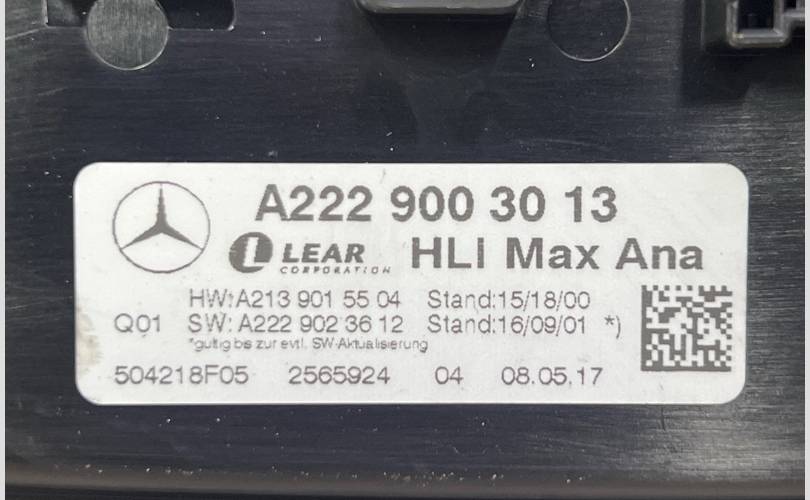 A222 900 30 13
LEAR CORPORATION HLI Max Ana
HW:A213 901 55 04 Stand:15/18/00
Q01 SW: A222 902 36 12 Stand:16/09/01 *)
*gültig bis zur evtl. SW-Aktualisierung
504218F05 2565924 04 08.05.17